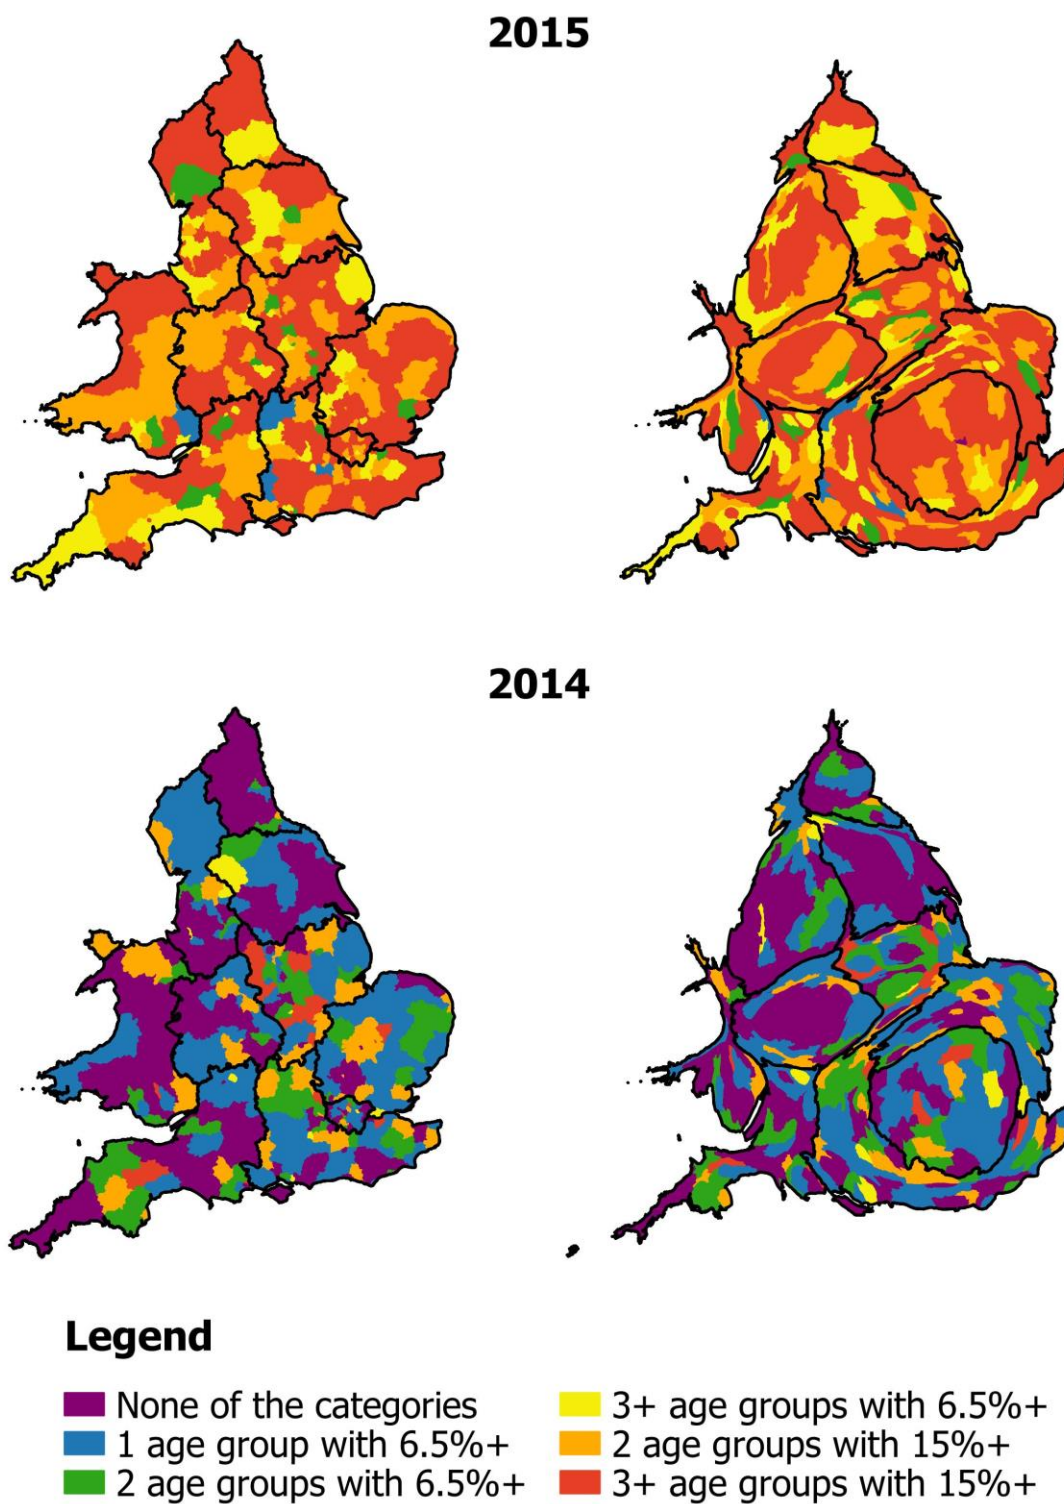 2015
2014
Legend
None of the categories
1 age group with 6.5%+
2 age groups with 6.5%+
3+ age groups with 6.5%+
2 age groups with 15%+
3+ age groups with 15%+